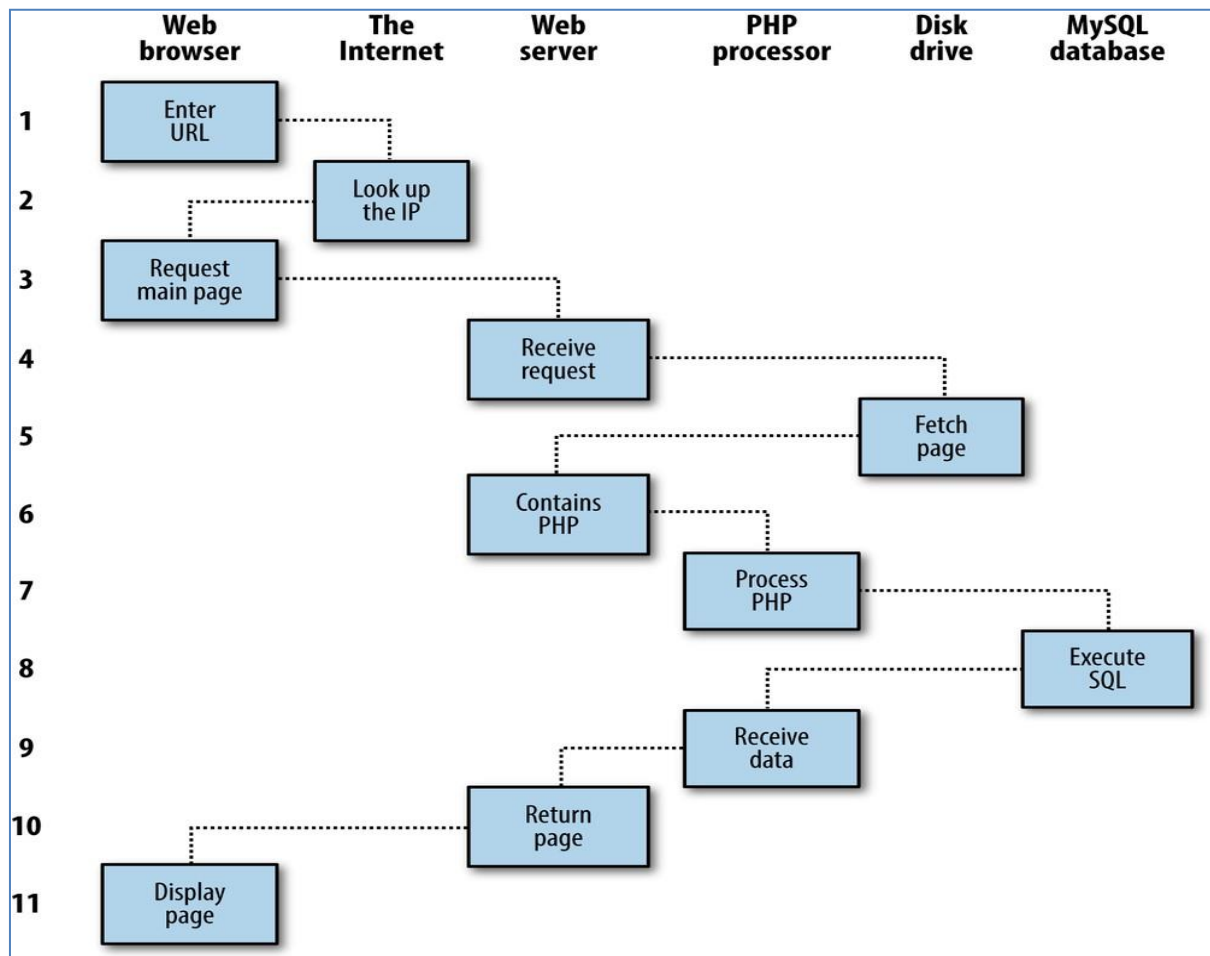 Web
browser
The
Internet
Web
server
PHP
processor
Disk
drive
MySQL
database
1
Enter
URL
2
Look up
the IP
3
Request
main page
4
Receive
request
5
Fetch
page
6
Contains
PHP
7
Process
PHP
8
Execute
SQL
9
Receive
data
10
Return
page
11
Display
page